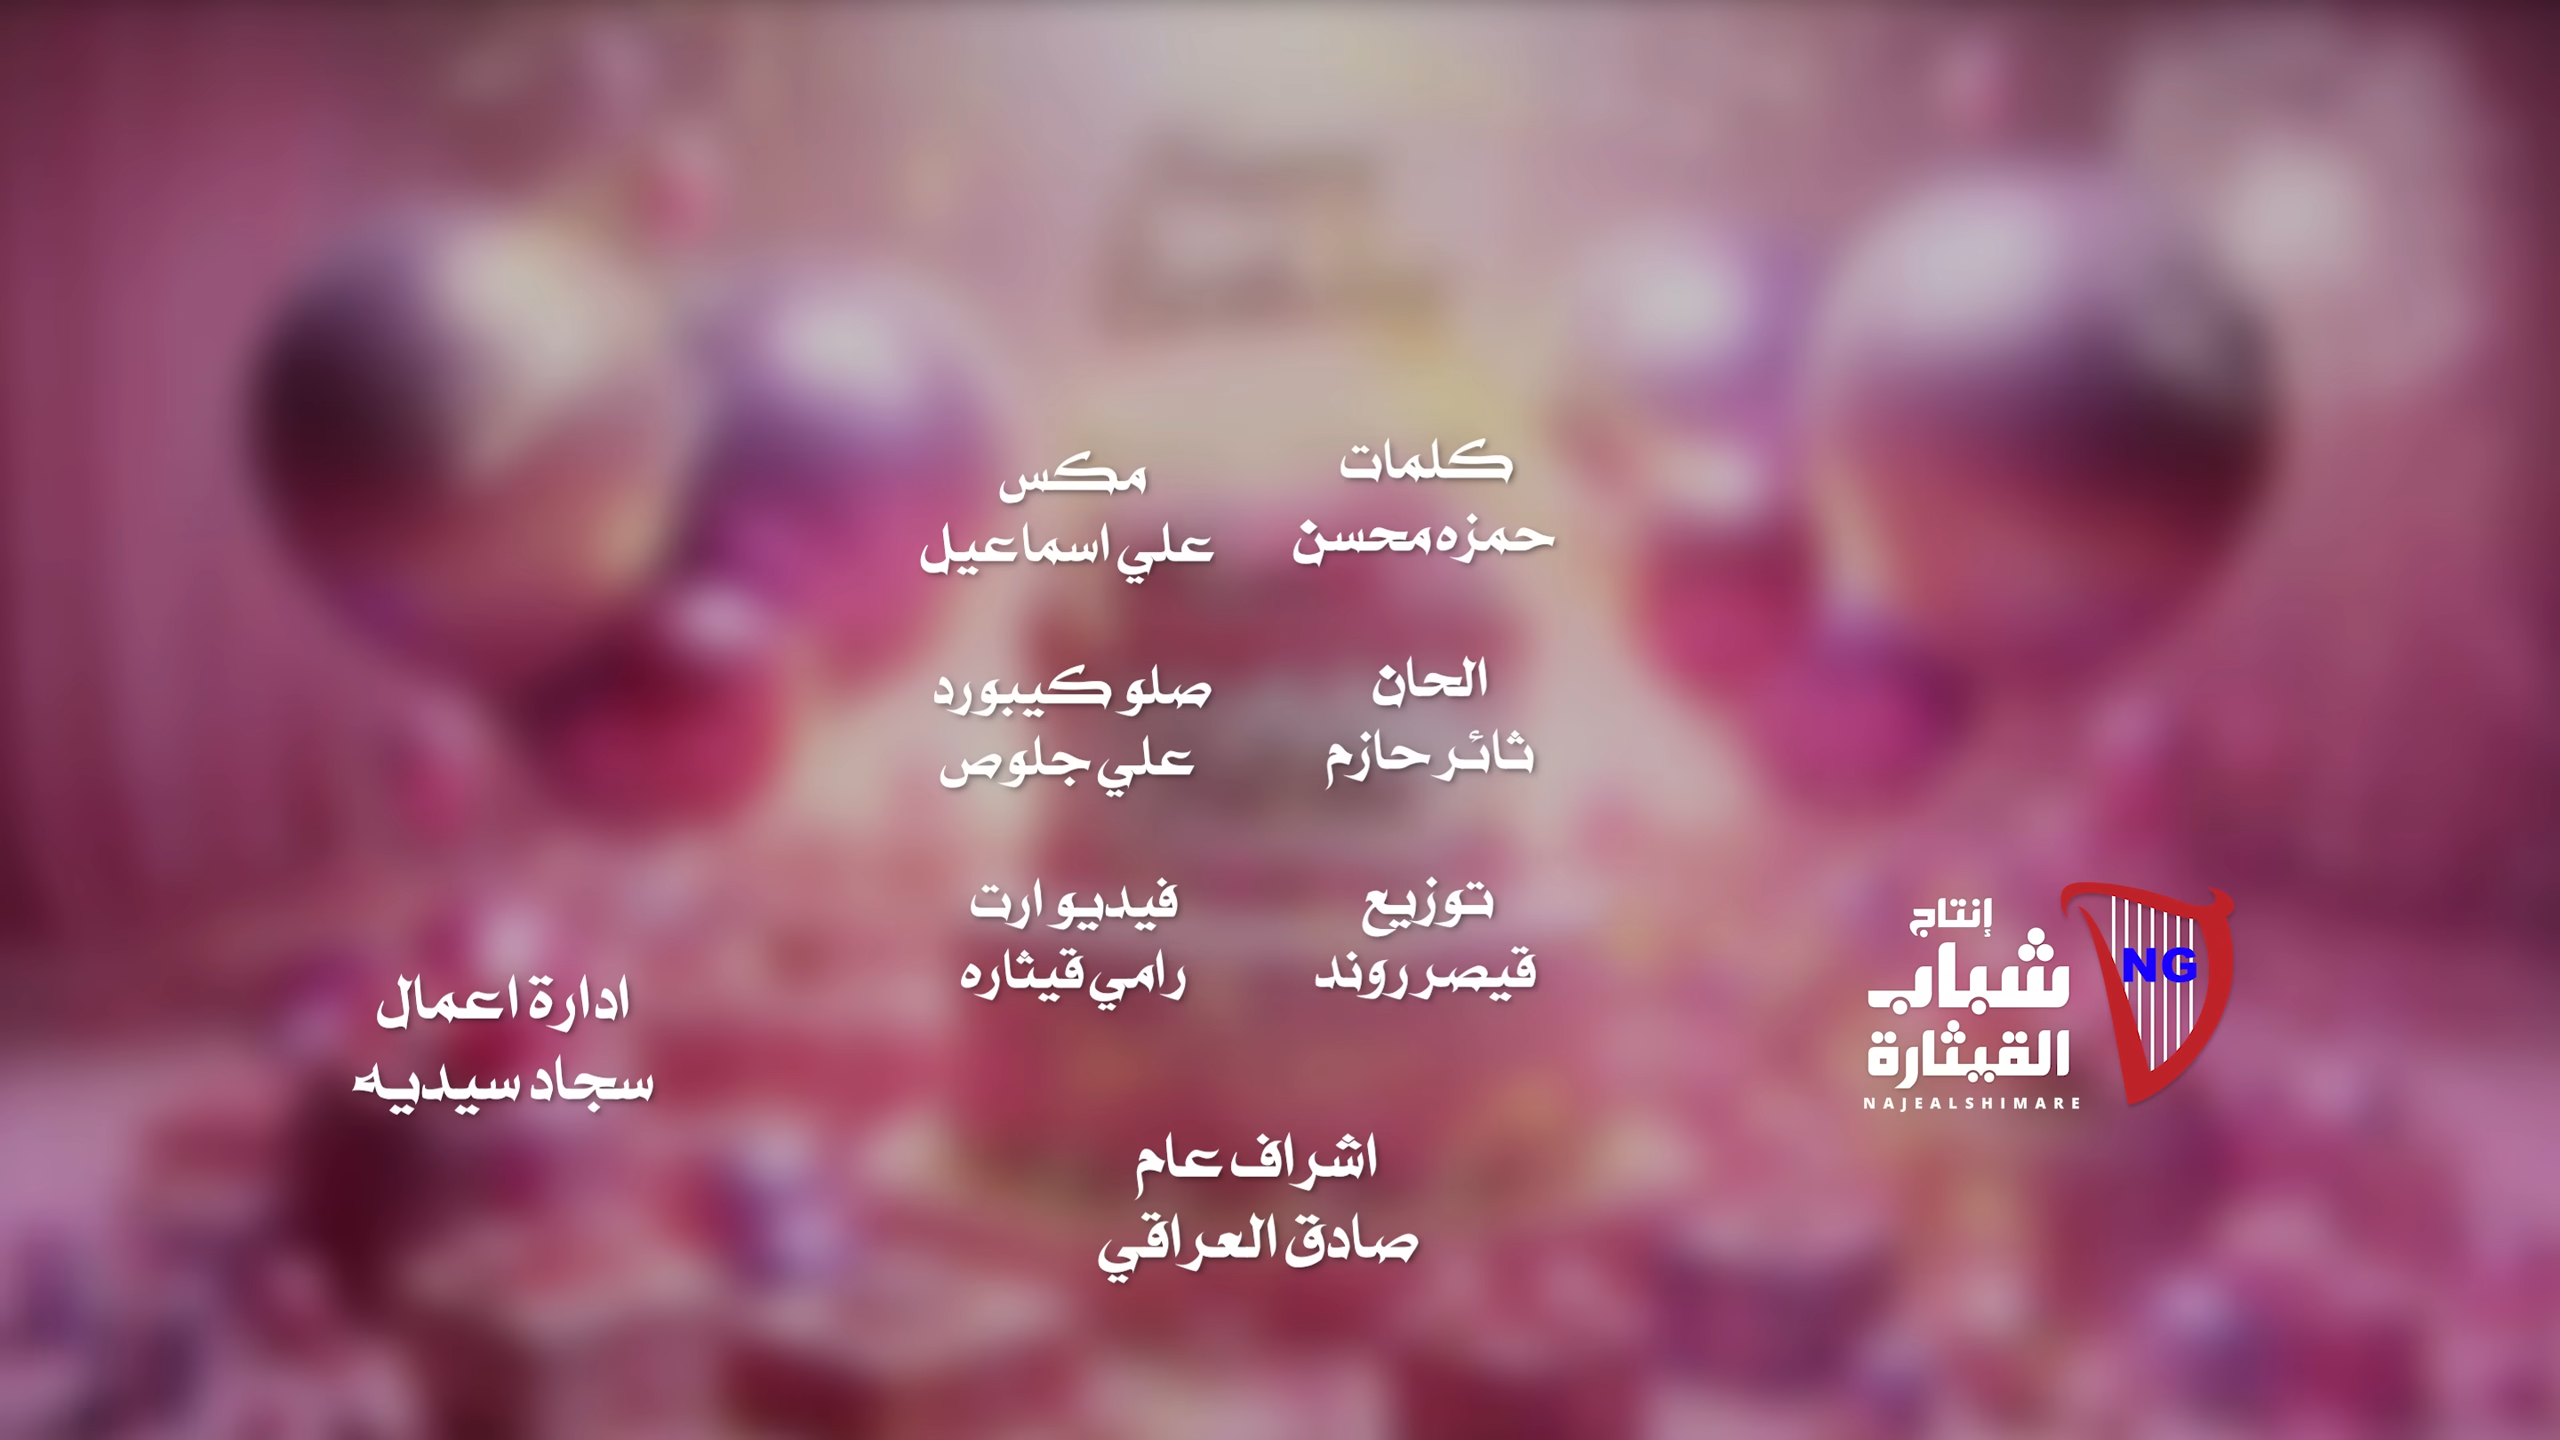 كلمات
حمزه محسن
مكس
علي اسماعيل
الحان
ثائر حازم
صلو كيبورد
علي جلوص
توزيع
قيصر روند
فيديو ارت
رامي قيثاره
إنتاج
شباب
القيثارة
NAJEALSHIMARE
NG
ادارة اعمال
سجاد سيديه
اشراف عام
صادق العراقي